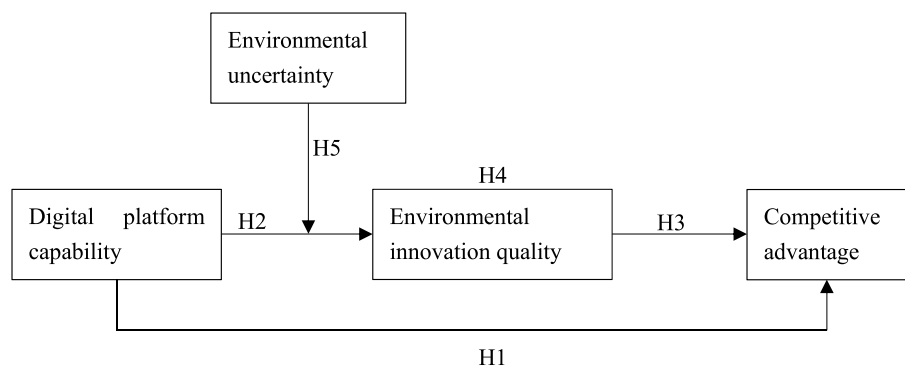 Environmental
uncertainty
H5
H4
Digital platform
capability
H2
Environmental
innovation quality
H3
Competitive
advantage
H1